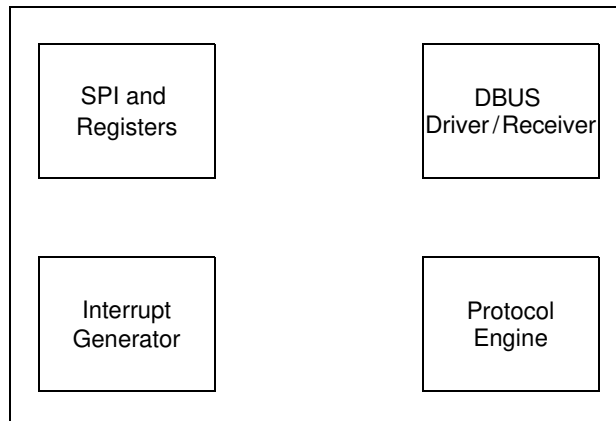 SPI and
Registers
DBUS
Driver/Receiver
Interrupt
Generator
Protocol
Engine